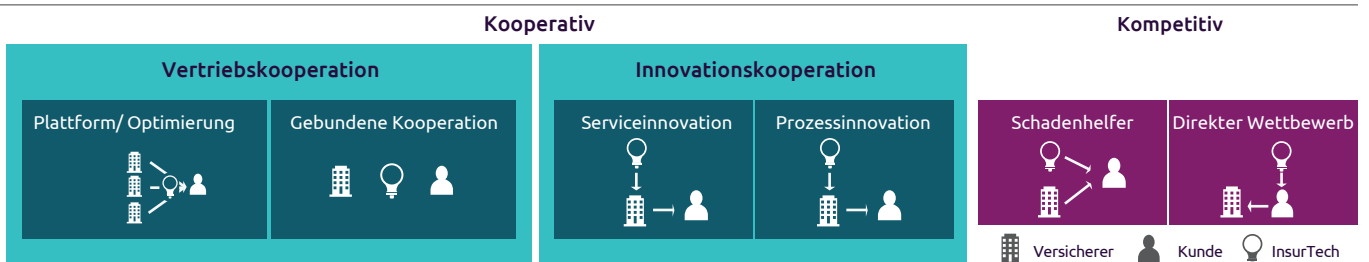 Kooperativ
Kompetitiv
Vertriebskooperation
Innovationskooperation
Plattform/ Optimierung
Gebundene Kooperation
Serviceinnovation
Prozessinnovation
Schadenhelfer
Direkter Wettbewerb
Versicherer
Kunde
InsurTech